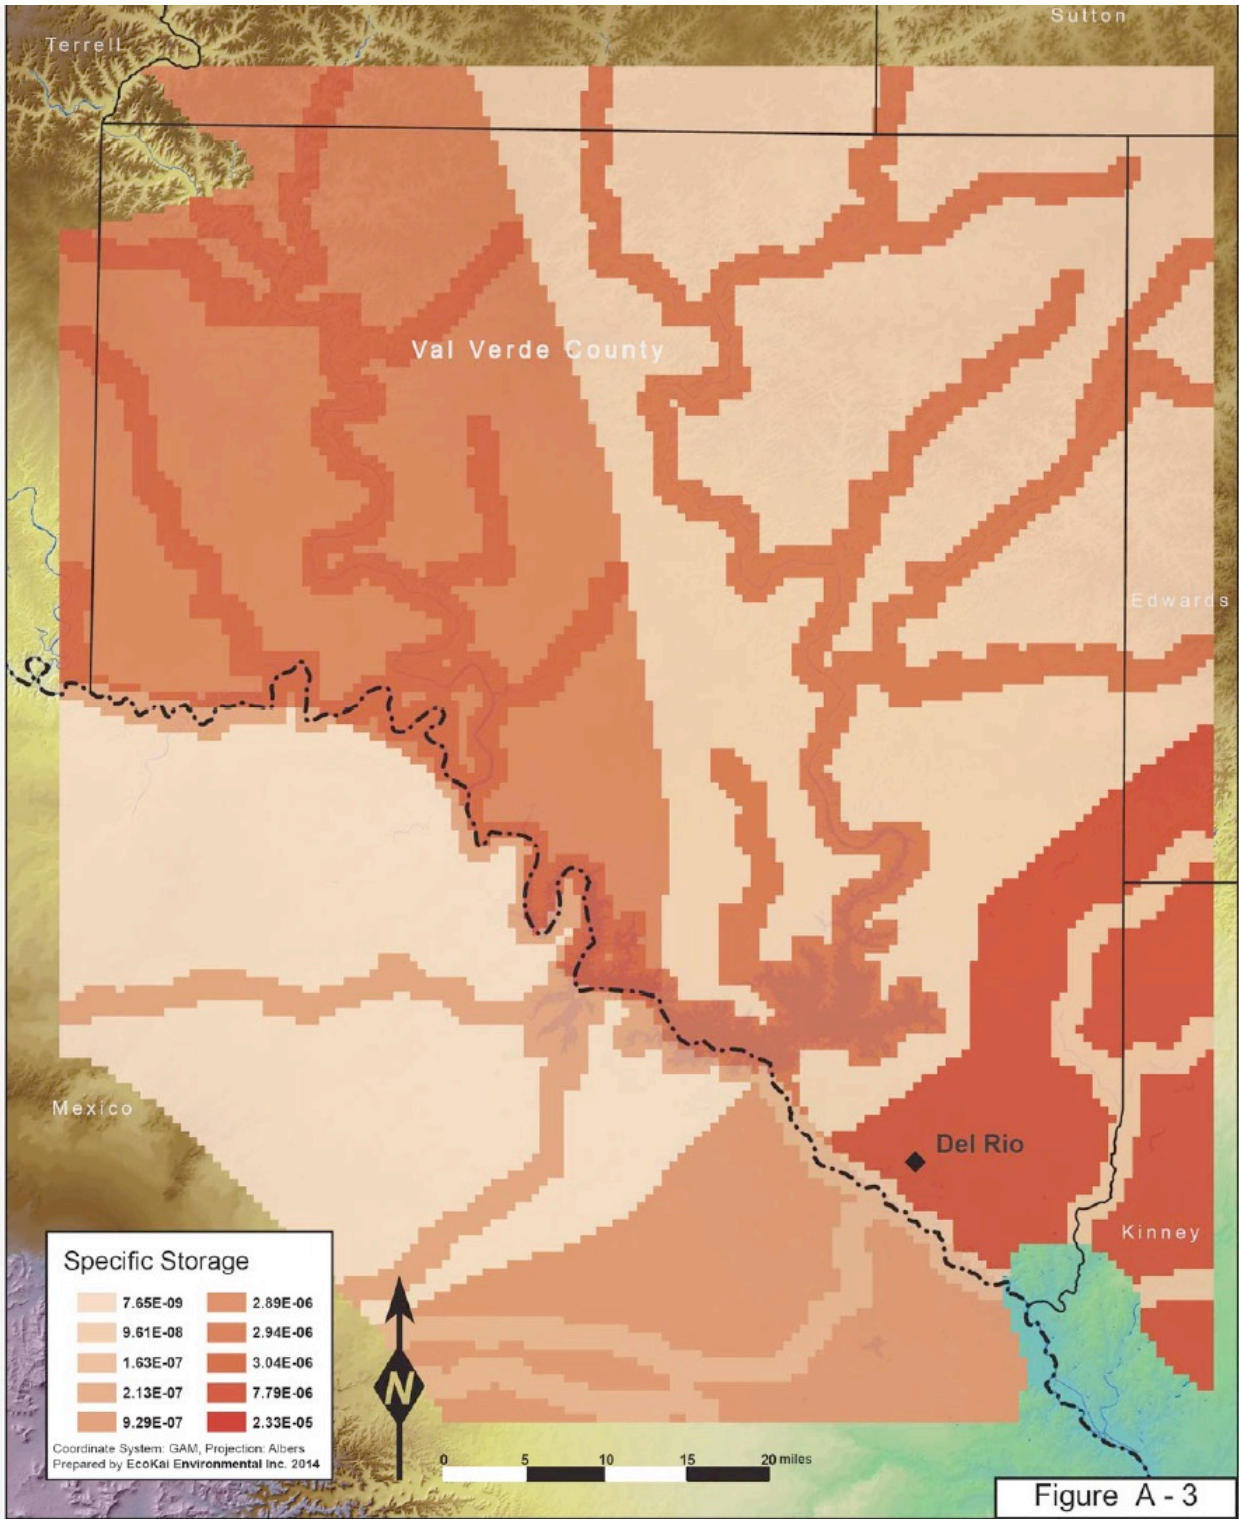 Sutton
Terrell
Val Verde County
Edwards
Mexico
Del Rio
Kinney
Specific Storage
7.65E-09 2.89E-06
9.61E-08 2.94E-06
1.63E-07 3.04E-06
2.13E-07 7.79E-06
9.29E-07 2.33E-05
Coordinate System: GAM, Projection: Albers
Prepared by EcoKai Environmental Inc. 2014
N
0 5 10 15 20 miles
Figure A - 3